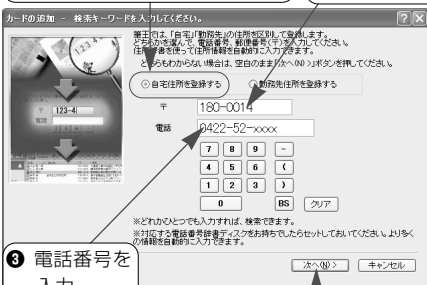 カードの追加 - 検索キーワードを入力してください。
筆王では、「自宅」「勤務先」の住所を区別して登録します。
どちらかを選んで、電話番号、郵便番号(〒)を入力してください。
住所辞書を使って住所情報を自動的に入力できます。
どちらもわからない場合は、空白のまま「次へ(N) >」ボタンを押してください。
自宅住所を登録する 勤務先住所を登録する
〒 180-0014
電話 0422-52-xxxx
〒 123-4
電話
7 8 9 -
4 5 6 (
1 2 3 )
0 BS クリア
※どれかひとつでも入力すれば、検索できます。
※対応する電話番号辞書ディスクをお持ちでしたらセットしておいてください。より多くの情報を自動的に入力できます。
❸ 電話番号を
入力
次へ(N) > キャンセル